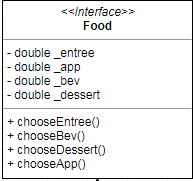 <<Interface>>
Food
- double _entree
- double _app
- double _bev
- double _dessert
+ chooseEntree()
+ chooseBev()
+ chooseDessert()
+ chooseApp()